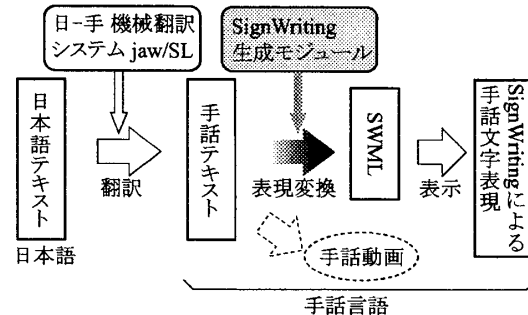 日－手 機械翻訳
システム jaw/SL
SignWriting
生成モジュール
日本語テキスト
翻訳
手話テキスト
表現変換
SWML
表示
SignWritingによる
手話文字表現
日本語
手話動画
手話言語